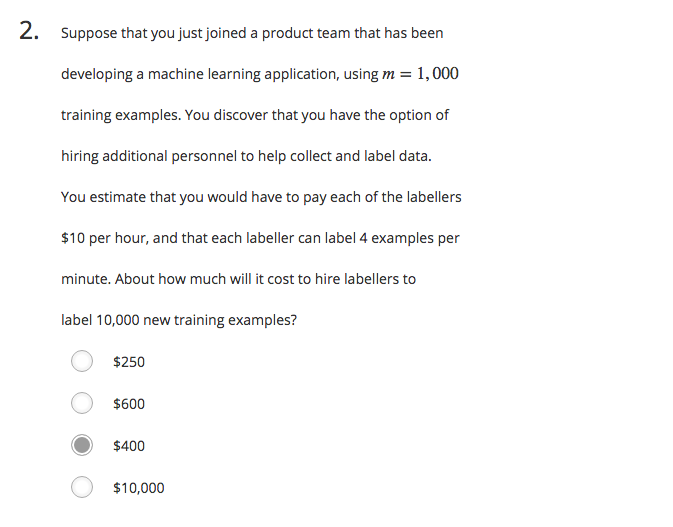 2. Suppose that you just joined a product team that has been
developing a machine learning application, using m = 1,000
training examples. You discover that you have the option of
hiring additional personnel to help collect and label data.
You estimate that you would have to pay each of the labellers
$10 per hour, and that each labeller can label 4 examples per
minute. About how much will it cost to hire labellers to
label 10,000 new training examples?
$250
$600
$400
$10,000